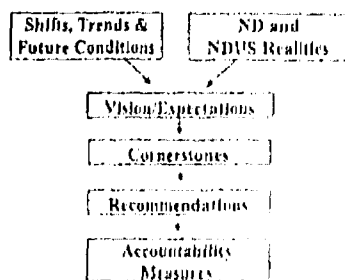 Shifts, Trends &
Future Conditions
ND and
NDUS Realities
Vision/Expectations
Cornerstones
Recommendations
Accountability
Measures